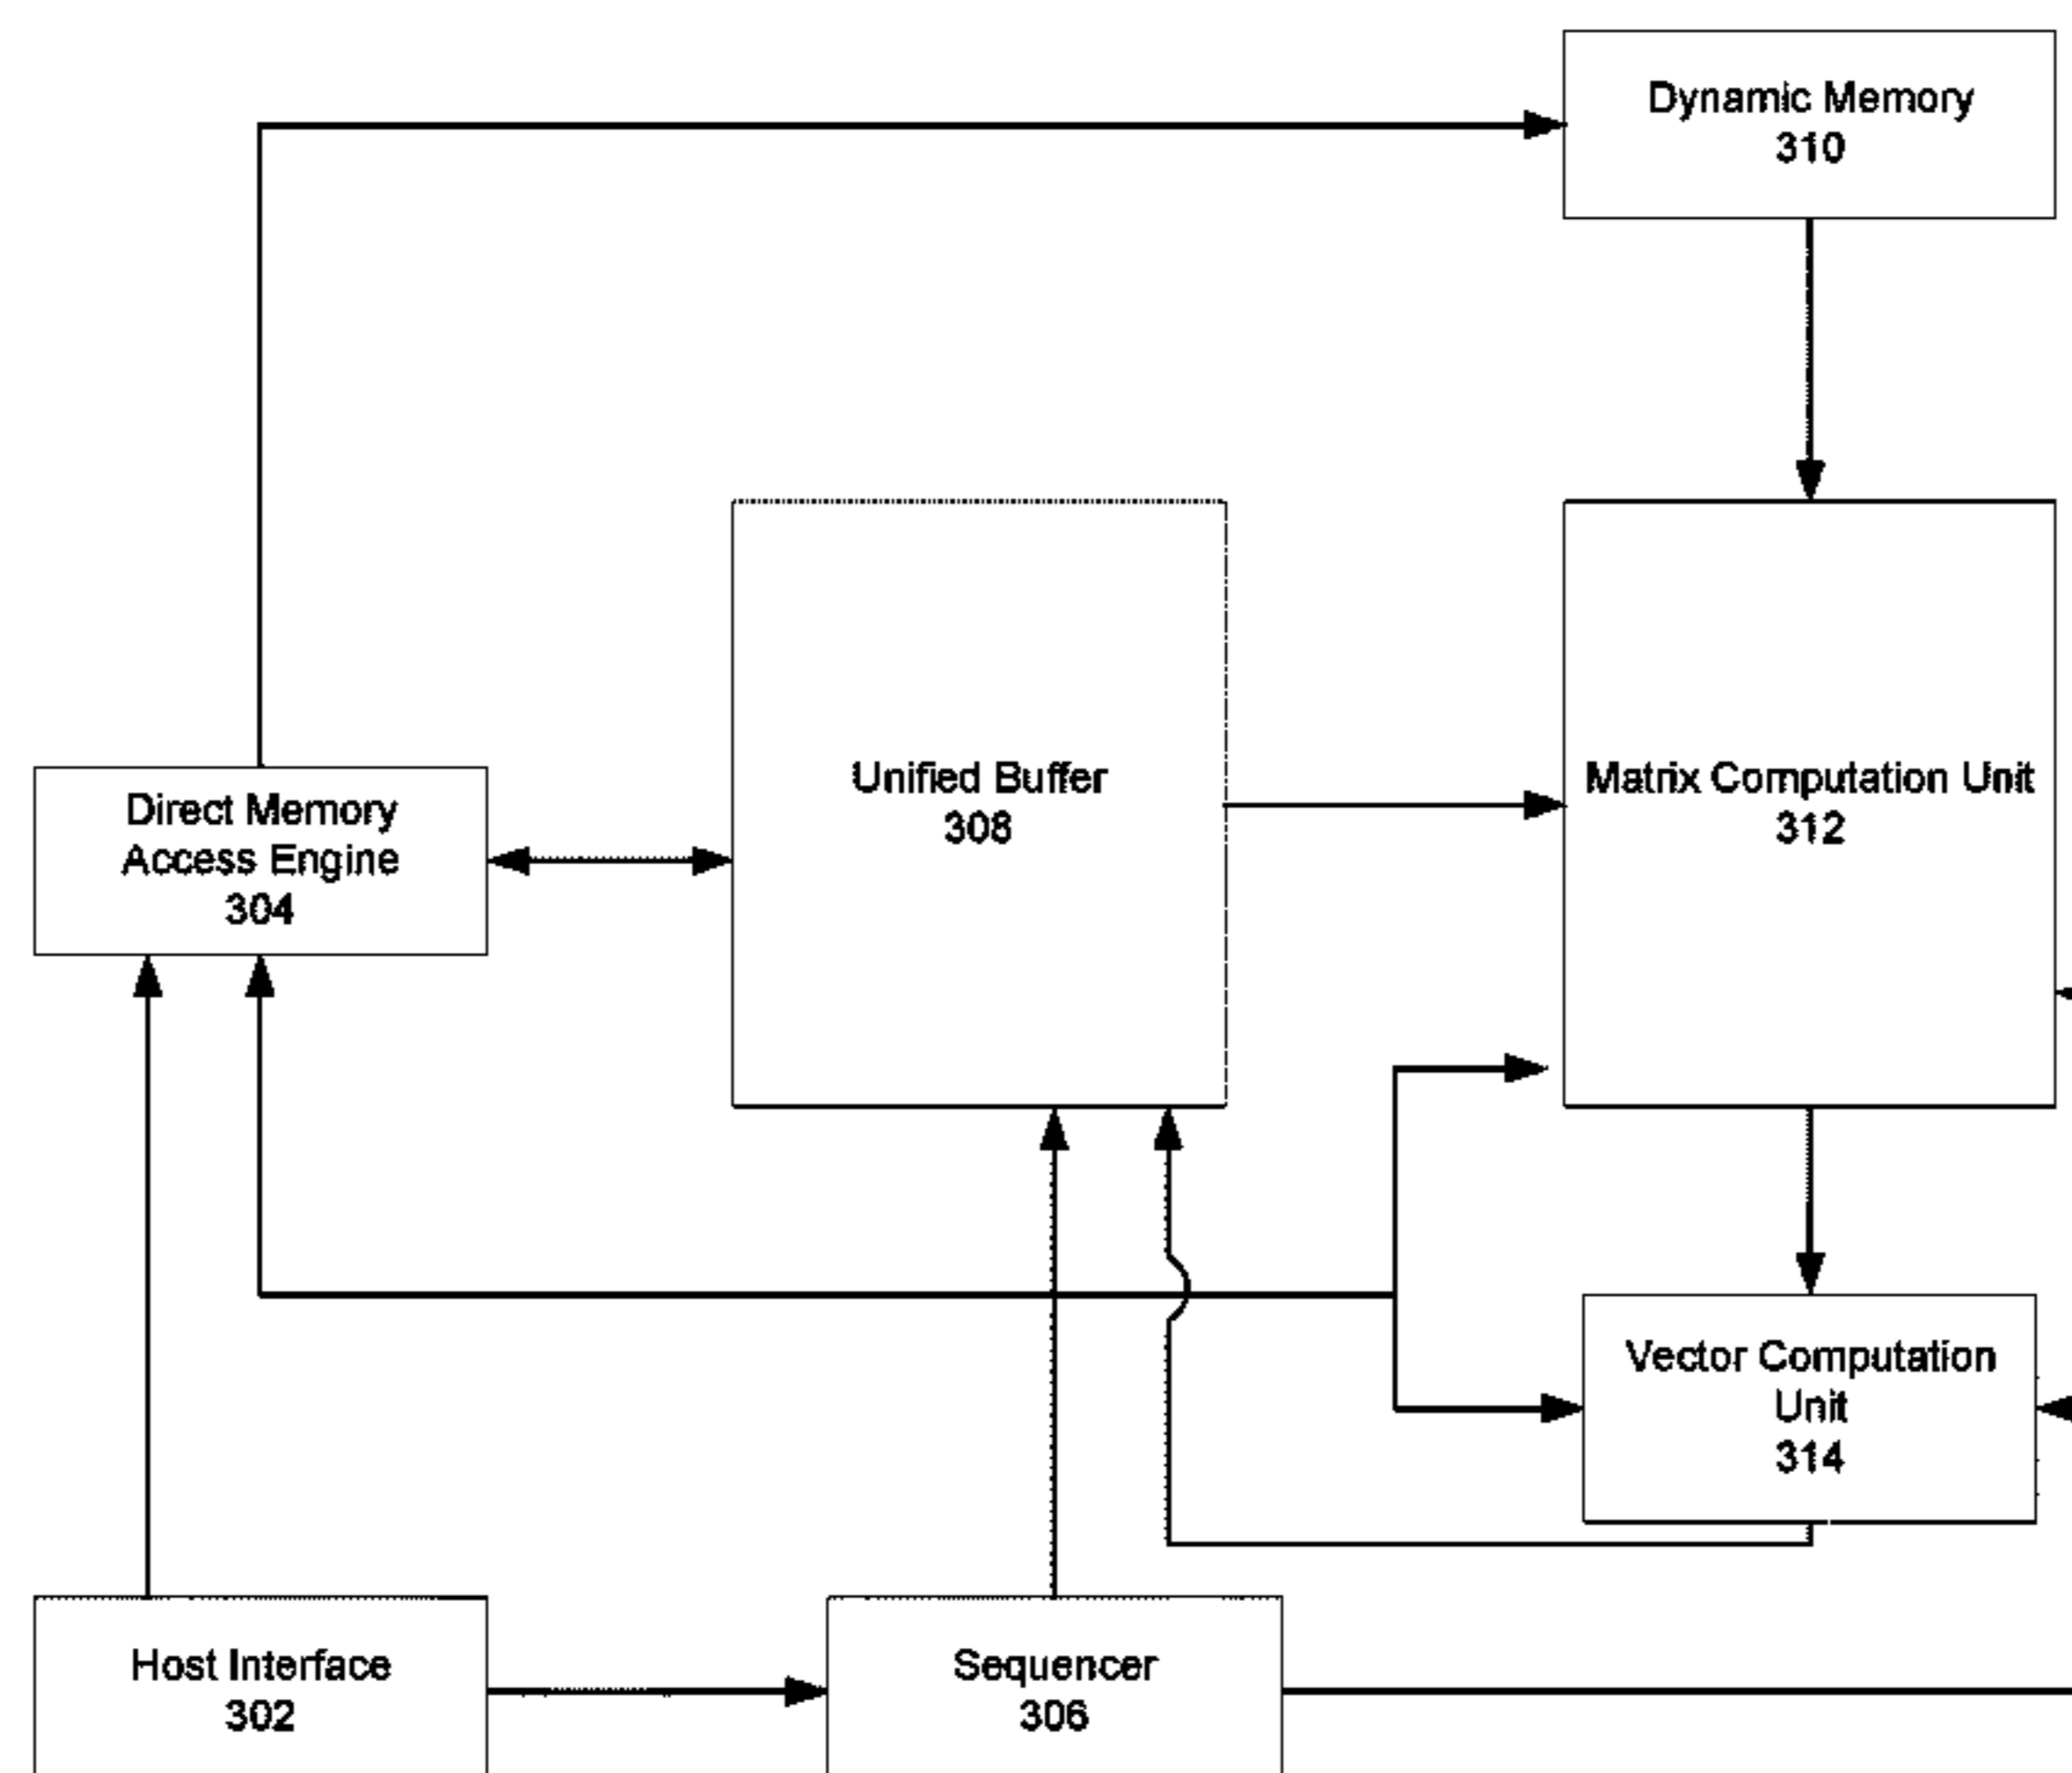 Dynamic Memory
310
Unified Buffer
308
Matrix Computation Unit
312
Direct Memory
Access Engine
304
Vector Computation
Unit
314
Host Interface
302
Sequencer
306